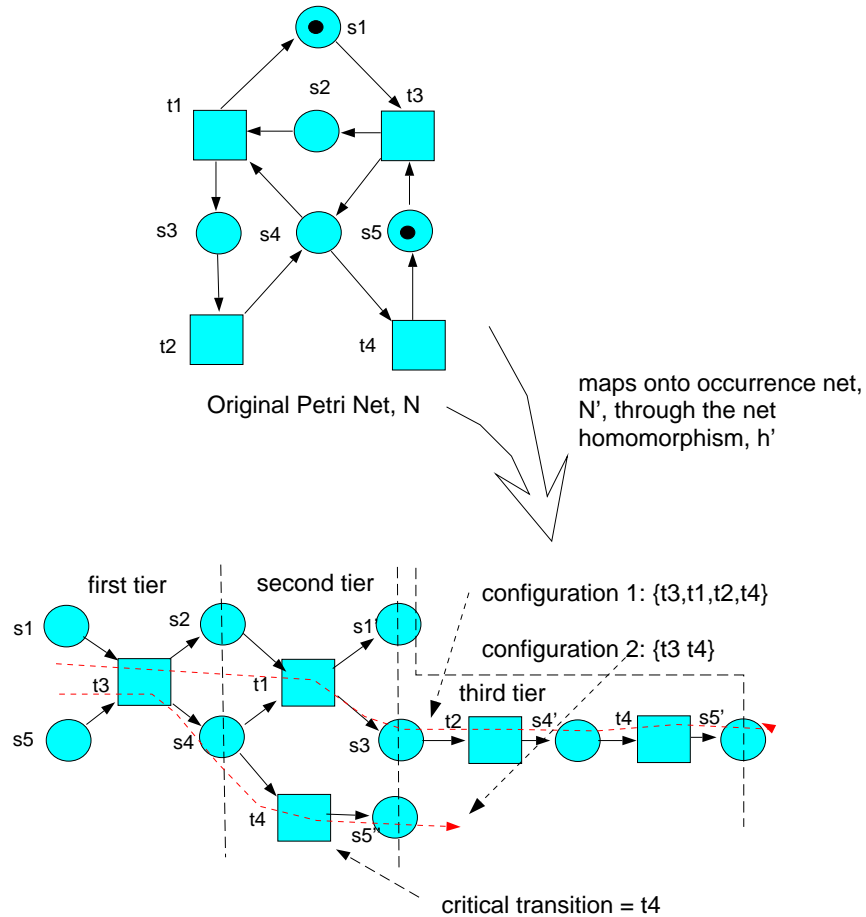 s1
s2
t3
t1
s3
s4
s5
t2
t4
Original Petri Net, N
maps onto occurrence net,
N’, through the net
homomorphism, h’
first tier
second tier
configuration 1: {t3,t1,t2,t4}
s1
s2
s1’
configuration 2: {t3 t4}
t3
t1
third tier
t2
s4’
t4
s5’
s5
s4
s3
t4
s5’’
critical transition = t4